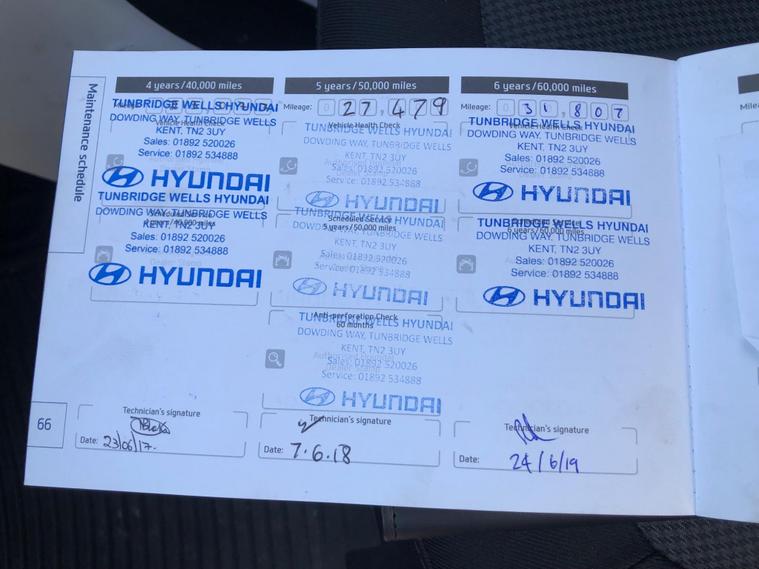 Maintenance schedule
66
4 years/40,000 miles
TUNBRIDGE WELLS HYUNDAI
DOWDING WAY, TUNBRIDGE WELLS
KENT, TN2 3UY
Sales: 01892 520026
Service: 01892 534888
HYUNDAI
TUNBRIDGE WELLS HYUNDAI
DOWDING WAY, TUNBRIDGE WELLS
KENT, TN2 3UY
Sales: 01892 520026
Service: 01892 534888
HYUNDAI
Technician's signature
Date: 23/06/17.
5 years/50,000 miles
Mileage: 0 27,479
Vehicle Health Check
TUNBRIDGE WELLS HYUNDAI
DOWDING WAY, TUNBRIDGE WELLS
KENT, TN2 3UY
Sales: 01892 520026
Service: 01892 534888
HYUNDAI
Scheduled Service
5 years/50,000 miles
TUNBRIDGE WELLS HYUNDAI
DOWDING WAY, TUNBRIDGE WELLS
KENT, TN2 3UY
Sales: 01892 520026
Service: 01892 534888
HYUNDAI
Anti-perforation Check
60 months
TUNBRIDGE WELLS HYUNDAI
DOWDING WAY, TUNBRIDGE WELLS
KENT, TN2 3UY
Sales: 01892 520026
Service: 01892 534888
HYUNDAI
Technician's signature
Date: 7.6.18
6 years/60,000 miles
Mileage: 0 31,807
TUNBRIDGE WELLS HYUNDAI
DOWDING WAY, TUNBRIDGE WELLS
KENT, TN2 3UY
Sales: 01892 520026
Service: 01892 534888
HYUNDAI
TUNBRIDGE WELLS HYUNDAI
6 years/60,000 miles
DOWDING WAY, TUNBRIDGE WELLS
KENT, TN2 3UY
Sales: 01892 520026
Service: 01892 534888
HYUNDAI
Technician's signature
Date: 24/6/19